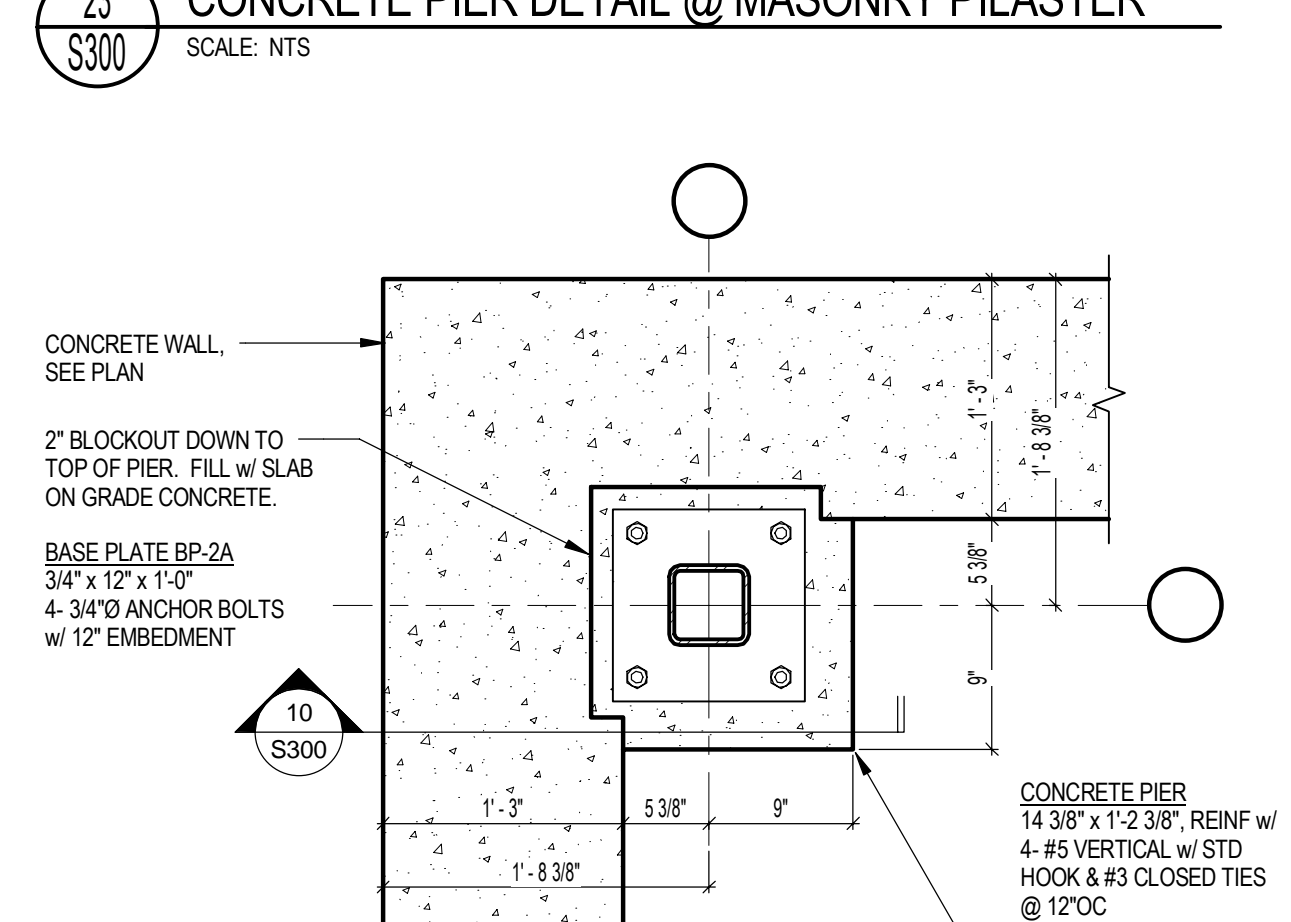 23
S300
CONCRETE PIER DETAIL @ MASONRY PILASTER
SCALE: NTS
CONCRETE WALL,
SEE PLAN
2" BLOCKOUT DOWN TO
TOP OF PIER. FILL w/ SLAB
ON GRADE CONCRETE.
BASE PLATE BP-2A
3/4" x 12" x 1'-0"
4- 3/4"Ø ANCHOR BOLTS
w/ 12" EMBEDMENT
10
S300
1' - 3"
1' - 8 3/8"
5 3/8"
9"
1' - 3"
5 3/8"
9"
1' - 8 3/8"
CONCRETE PIER
14 3/8" x 1'-2 3/8", REINF w/
4- #5 VERTICAL w/ STD
HOOK & #3 CLOSED TIES
@ 12"OC